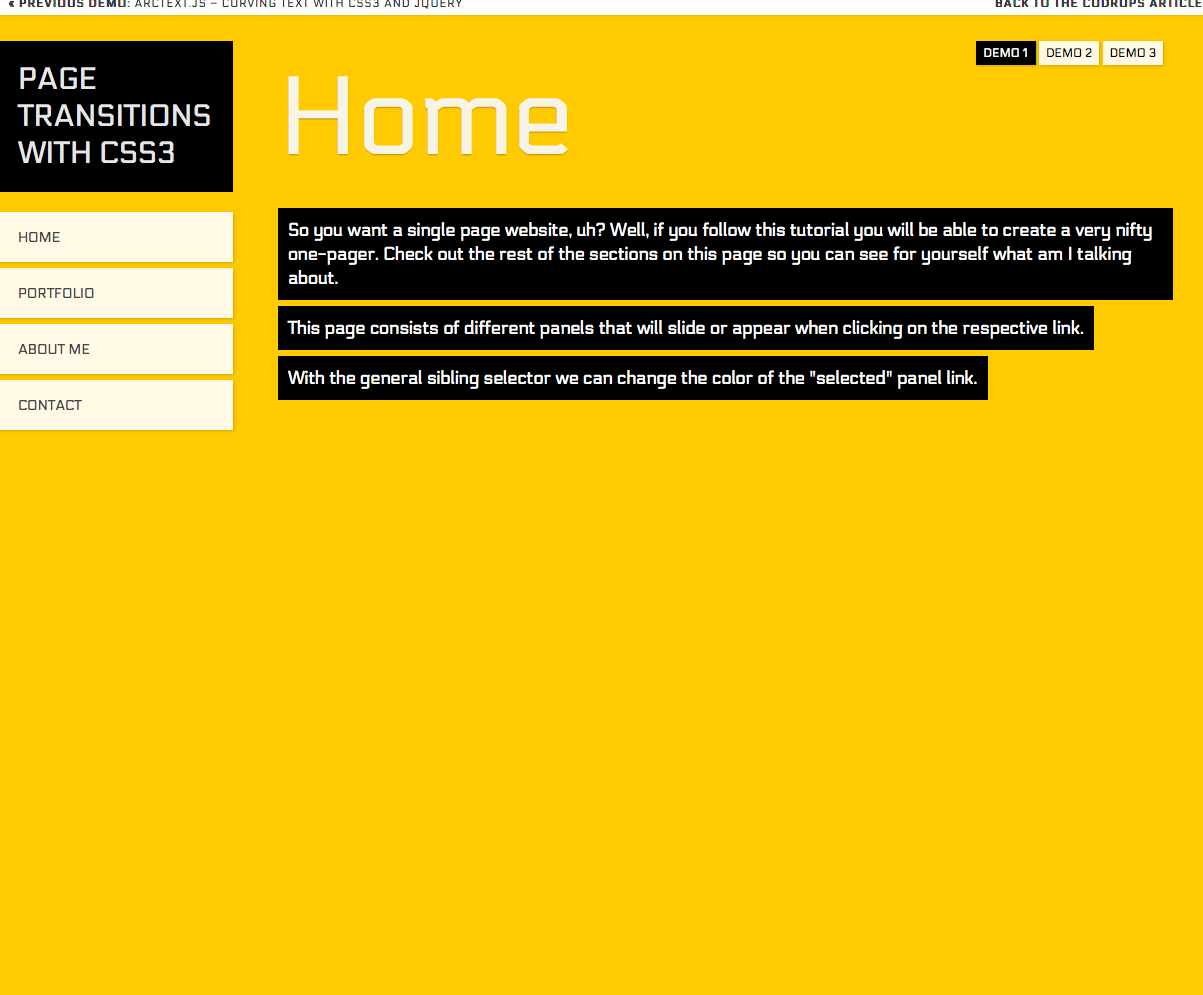 « PREVIOUS DEMO: ARCTEXT.JS – CURVING TEXT WITH CSS3 AND JQUERY
BACK TO THE CODROPS ARTICLE
DEMO 1 DEMO 2 DEMO 3
PAGE
TRANSITIONS
WITH CSS3
HOME
PORTFOLIO
ABOUT ME
CONTACT
Home
So you want a single page website, uh? Well, if you follow this tutorial you will be able to create a very nifty
one-pager. Check out the rest of the sections on this page so you can see for yourself what am I talking
about.
This page consists of different panels that will slide or appear when clicking on the respective link.
With the general sibling selector we can change the color of the "selected" panel link.